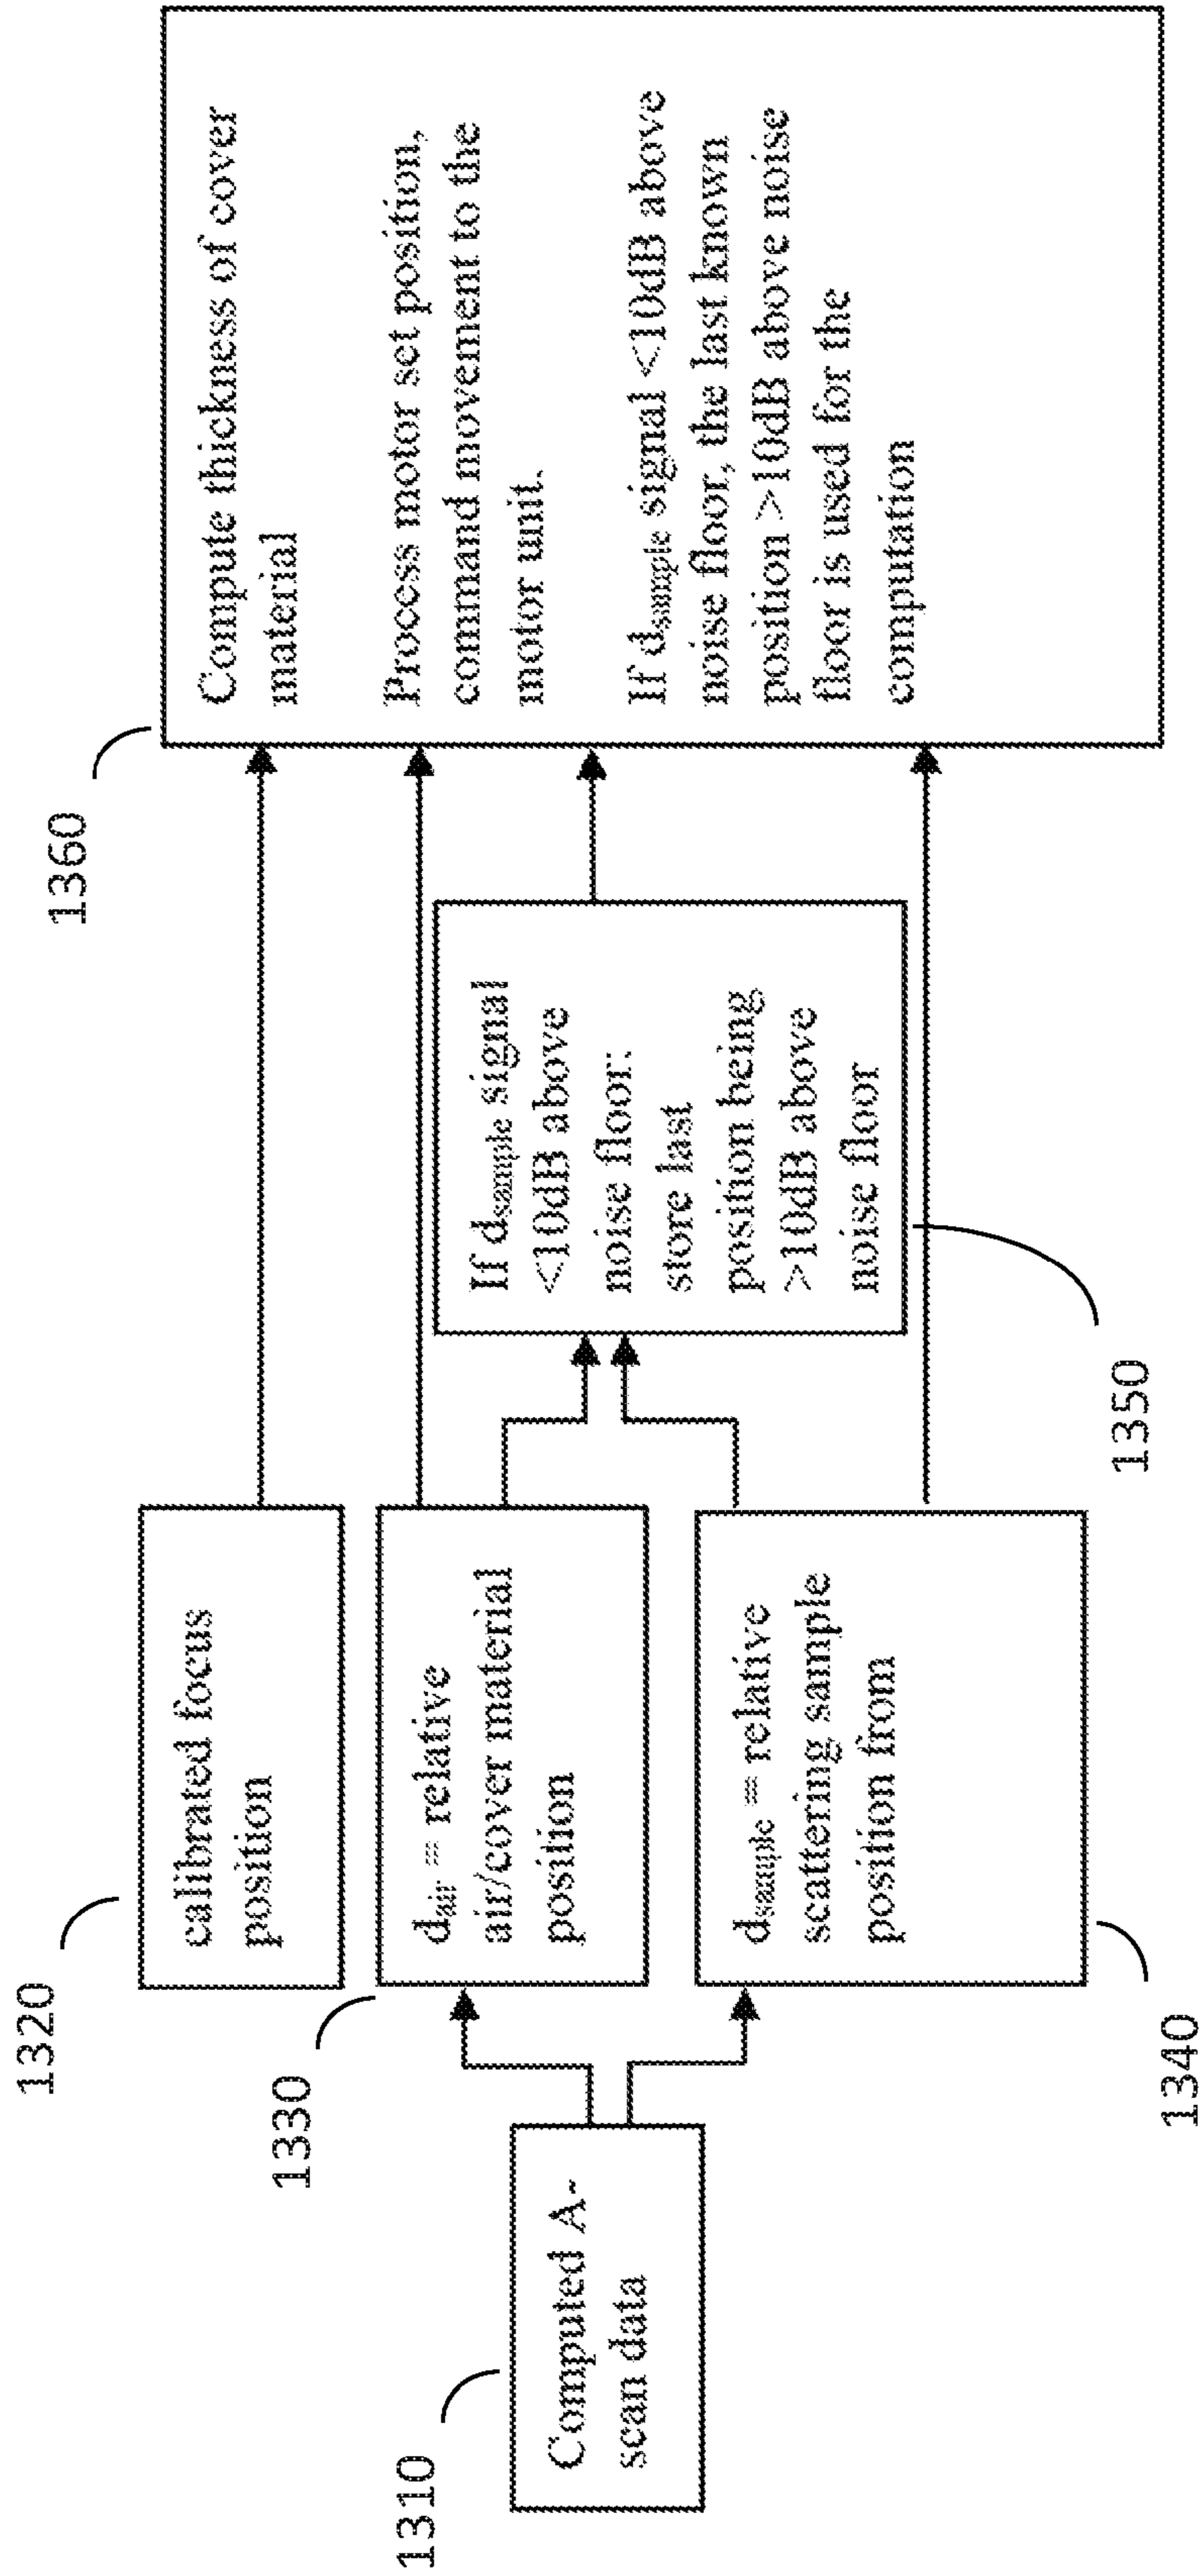 1310
Computed A-
scan data
1320
calibrated focus
position
1330
dair = relative
air/cover material
position
1340
dsample = relative
scattering sample
position from
1350
If dsample signal
<10dB above
noise floor:
store last
position being
>10dB above
noise floor
1360
Compute thickness of cover
material
Process motor set position,
command movement to the
motor unit.
If dsample signal <10dB above
noise floor, the last known
position >10dB above noise
floor is used for the
computation